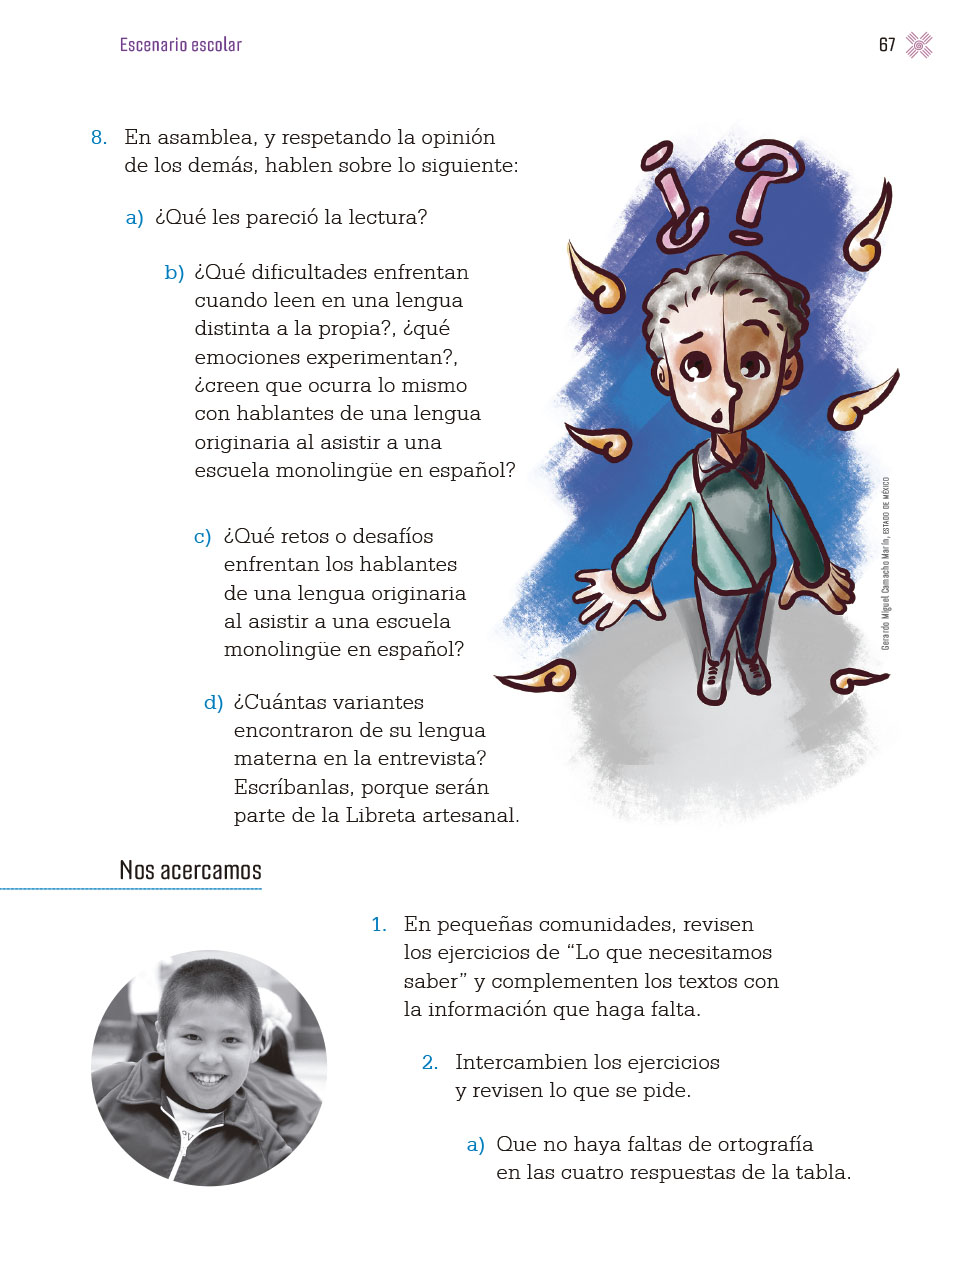 Escenario escolar
67
8. En asamblea, y respetando la opinión
de los demás, hablen sobre lo siguiente:
a) ¿Qué les pareció la lectura?
b) ¿Qué dificultades enfrentan
cuando leen en una lengua
distinta a la propia?, ¿qué
emociones experimentan?,
¿creen que ocurra lo mismo
con hablantes de una lengua
originaria al asistir a una
escuela monolingüe en español?
c) ¿Qué retos o desafíos
enfrentan los hablantes
de una lengua originaria
al asistir a una escuela
monolingüe en español?
d) ¿Cuántas variantes
encontraron de su lengua
materna en la entrevista?
Escríbanlas, porque serán
parte de la Libreta artesanal.
¿?
Gerardo Miguel Camacho Marín, ESTADO DE MÉXICO
Nos acercamos
1. En pequeñas comunidades, revisen
los ejercicios de “Lo que necesitamos
saber” y complementen los textos con
la información que haga falta.
2. Intercambien los ejercicios
y revisen lo que se pide.
a) Que no haya faltas de ortografía
en las cuatro respuestas de la tabla.